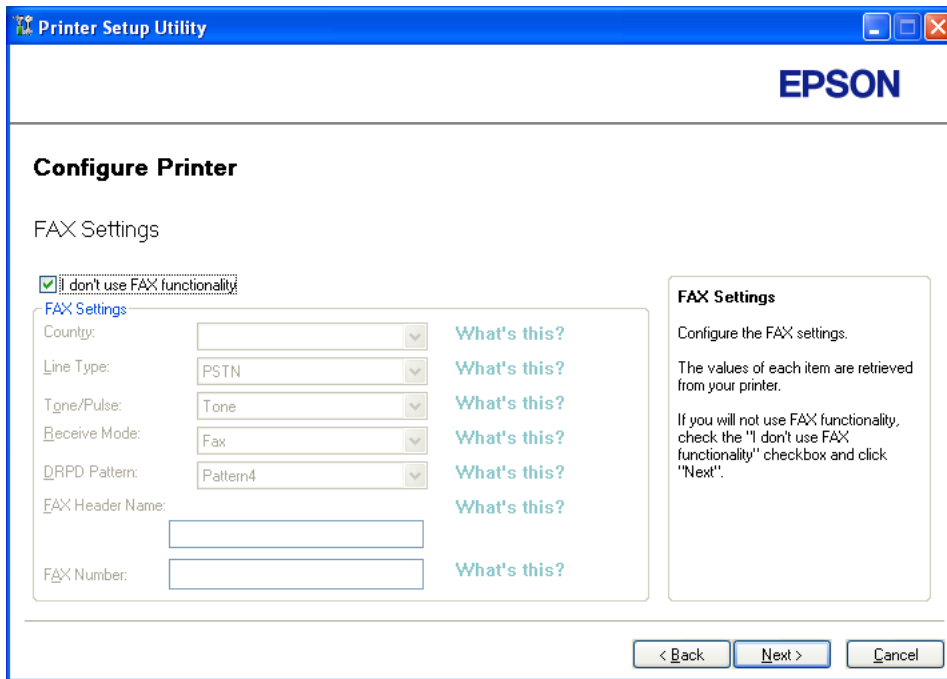 Printer Setup Utility
EPSON
Configure Printer
FAX Settings
I don't use FAX functionality
FAX Settings
Country: What's this?
Line Type: PSTN What's this?
Tone/Pulse: Tone What's this?
Receive Mode: Fax What's this?
DRPD Pattern: Pattern4 What's this?
FAX Header Name: What's this?
FAX Number: What's this?
FAX Settings
Configure the FAX settings.
The values of each item are retrieved
from your printer.
If you will not use FAX functionality,
check the "I don't use FAX
functionality" checkbox and click
"Next".
< Back Next > Cancel